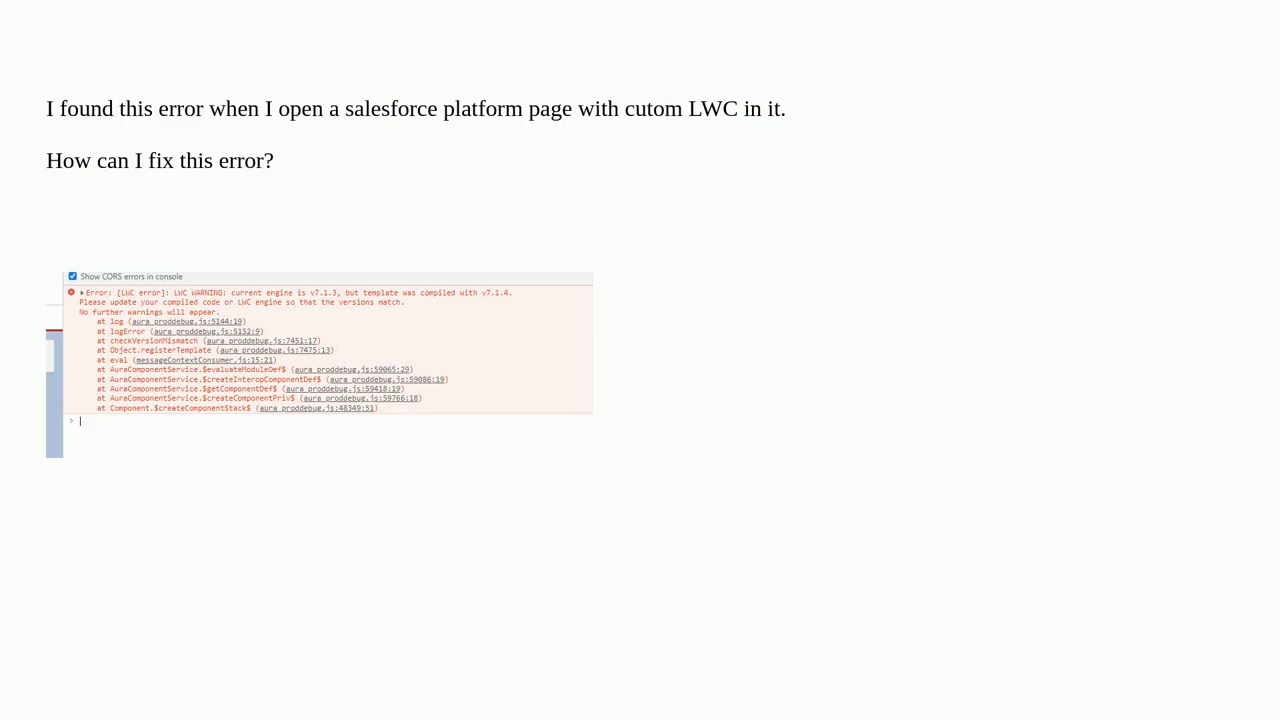 I found this error when I open a salesforce platform page with cutom LWC in it.
How can I fix this error?
Show CORS errors in console
Error: [LWC error]: LWC WARNING: current engine is v7.1.3, but template was compiled with v7.1.4.
Please update your compiled code or LWC engine so that the versions match.
No further warnings will appear.
at log (aura_proddebug.js:5144:19)
at logError (aura_proddebug.js:5152:9)
at checkVersionMismatch (aura_proddebug.js:7451:17)
at Object.registerTemplate (aura_proddebug.js:7475:13)
at eval (messageContextConsumer.js:15:21)
at AuraComponentService.$evaluateModuleDef$ (aura_proddebug.js:59065:29)
at AuraComponentService.$createInteropComponentDef$ (aura_proddebug.js:59086:19)
at AuraComponentService.$getComponentDef$ (aura_proddebug.js:59418:19)
at AuraComponentService.$createComponentPriv$ (aura_proddebug.js:59766:18)
at Component.$createComponentStack$ (aura_proddebug.js:48349:51)
>